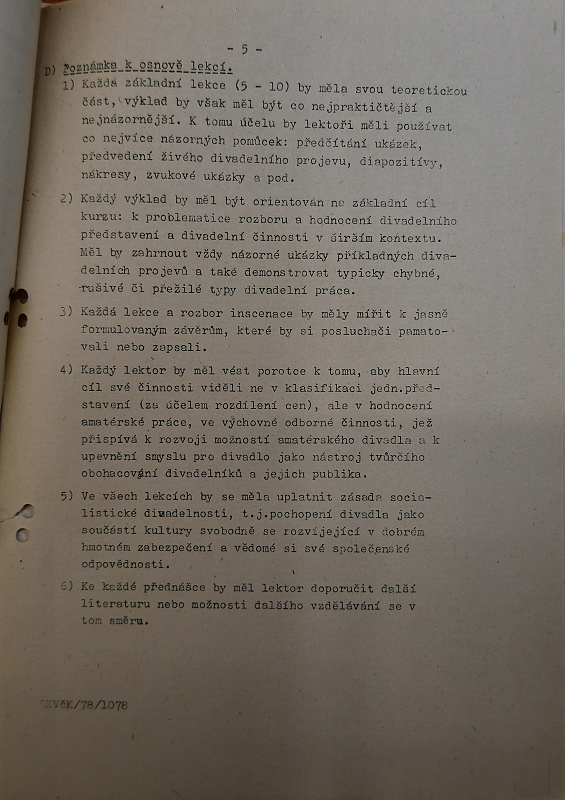 - 5 -
D) Poznámka k osnově lekcí.
1) Každá základní lekce (5 - 10) by měla svou teoretickou
část, výklad by však měl být co nejpraktičtější a
nejnázornější. K tomu účelu by lektoři měli používat
co nejvíce názorných pomůcek: předčítání ukázek,
předvedení živého divadelního projevu, diapozitivy,
nákresy, zvukové ukázky a pod.
2) Každý výklad by měl být orientován na základní cíl
kurzu: k problematice rozboru a hodnocení divadelního
představení a divadelní činnosti v širším kontextu.
Měl by zahrnout vždy názorné ukázky příkladných diva-
delních projevů a také demonstrovat typicky chybné,
rušivé či přežilé typy divadelní práca.
3) Každá lekce a rozbor inscenace by měly mířit k jasně
formulovaným závěrům, které by si posluchači pamato-
vali nebo zapsali.
4) Každý lektor by měl vést porotce k tomu, aby hlavní
cíl své činnosti viděli ne v klasifikaci jedn.před-
stavení (za účelem rozdílení cen), ale v hodnocení
amatérské práce, ve výchovné odborné činnosti, jež
přispívá k rozvoji možností amatérského divadla a k
upevnění smyslu pro divadlo jako nástroj tvůrčího
obohacování divadelníků a jejich publika.
5) Ve všech lekcích by se měla uplatnit zásada socia-
listické divadelnosti, t.j.pochopení divadla jako
součástí kultury svobodně se rozvíjející v dobrém
hmotném zabezpečení a vědomé si své společenské
odpovědnosti.
6) Ke každé přednášce by měl lektor doporučit další
literaturu nebo možnosti dalšího vzdělávání se v
tom směru.
/78/1078